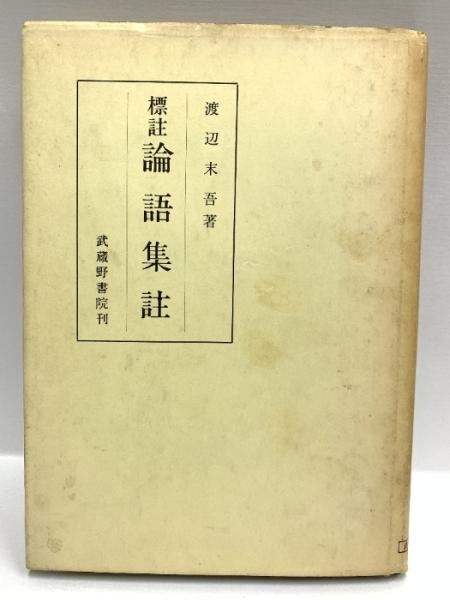 渡辺末吾著
標註 論語集註
武蔵野書院刊